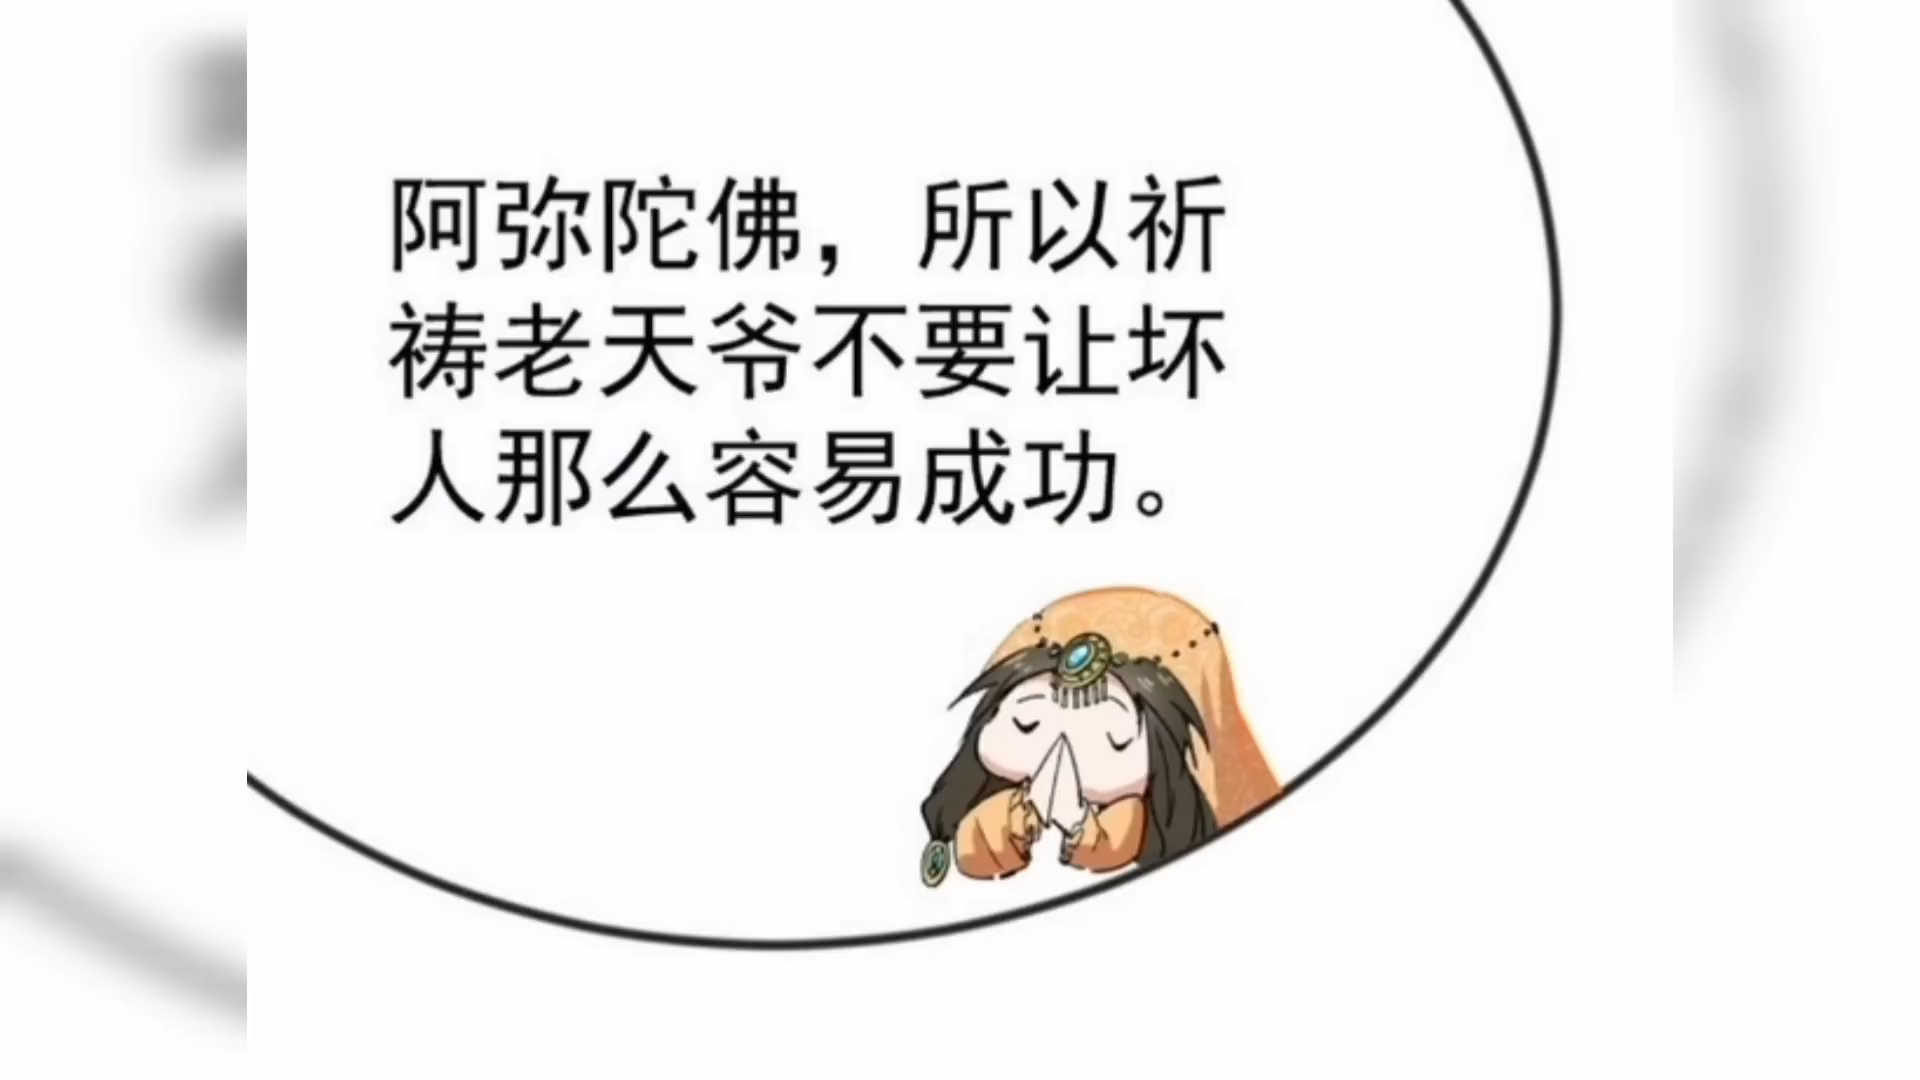 阿弥陀佛，所以祈
祷老天爷不要让坏
人那么容易成功。